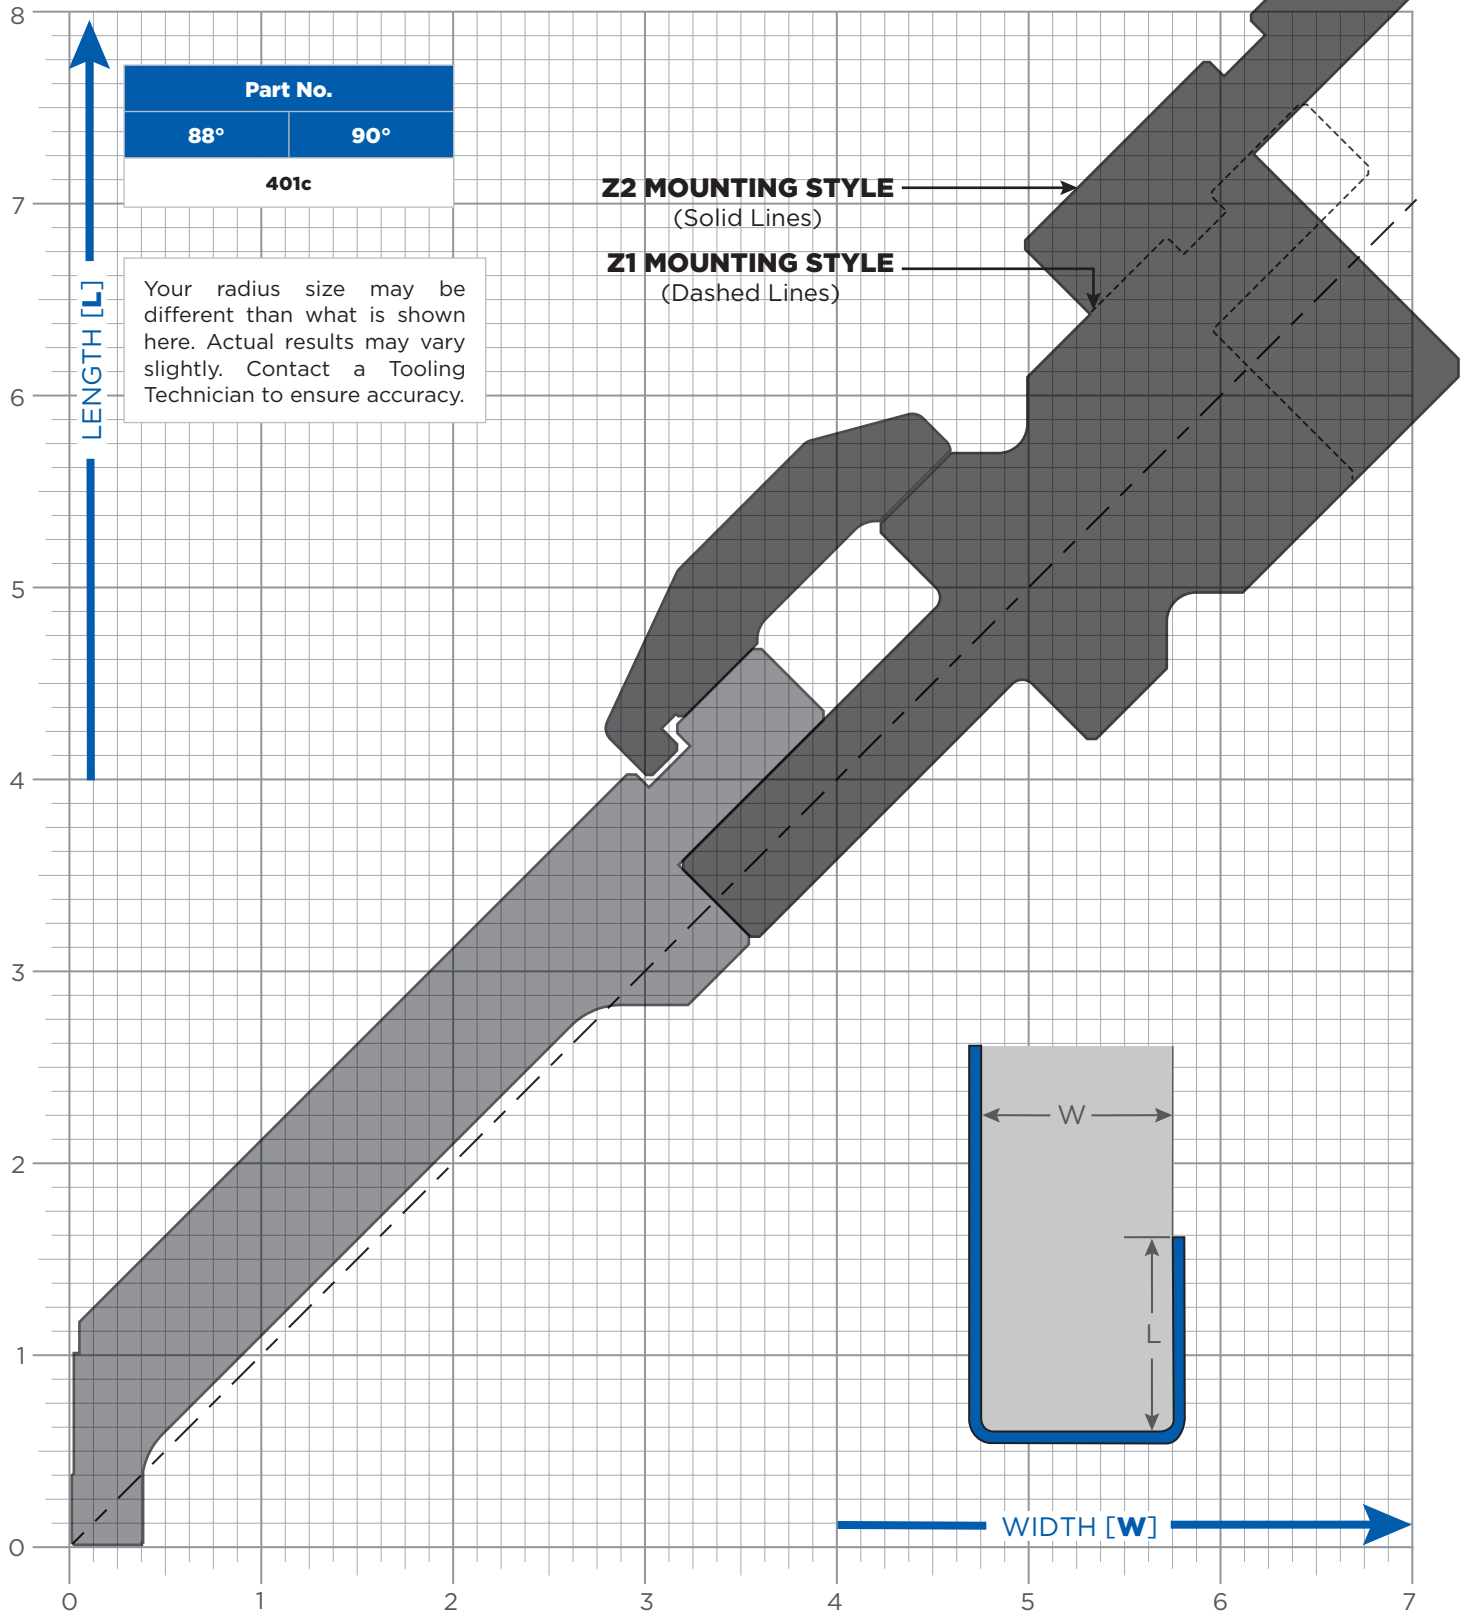 8
7
6
5
4
3
2
1
0
LENGTH [L]
Part No.
88° 90°
401c
Your radius size may be
different than what is shown
here. Actual results may vary
slightly. Contact a Tooling
Technician to ensure accuracy.
Z2 MOUNTING STYLE
(Solid Lines)
Z1 MOUNTING STYLE
(Dashed Lines)
W
L
WIDTH [W]
0 1 2 3 4 5 6 7